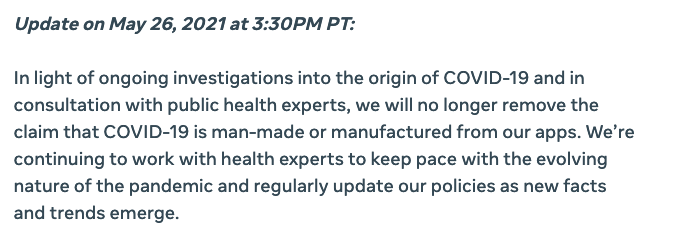 Update on May 26, 2021 at 3:30PM PT:
In light of ongoing investigations into the origin of COVID-19 and in
consultation with public health experts, we will no longer remove the
claim that COVID-19 is man-made or manufactured from our apps. We’re
continuing to work with health experts to keep pace with the evolving
nature of the pandemic and regularly update our policies as new facts
and trends emerge.